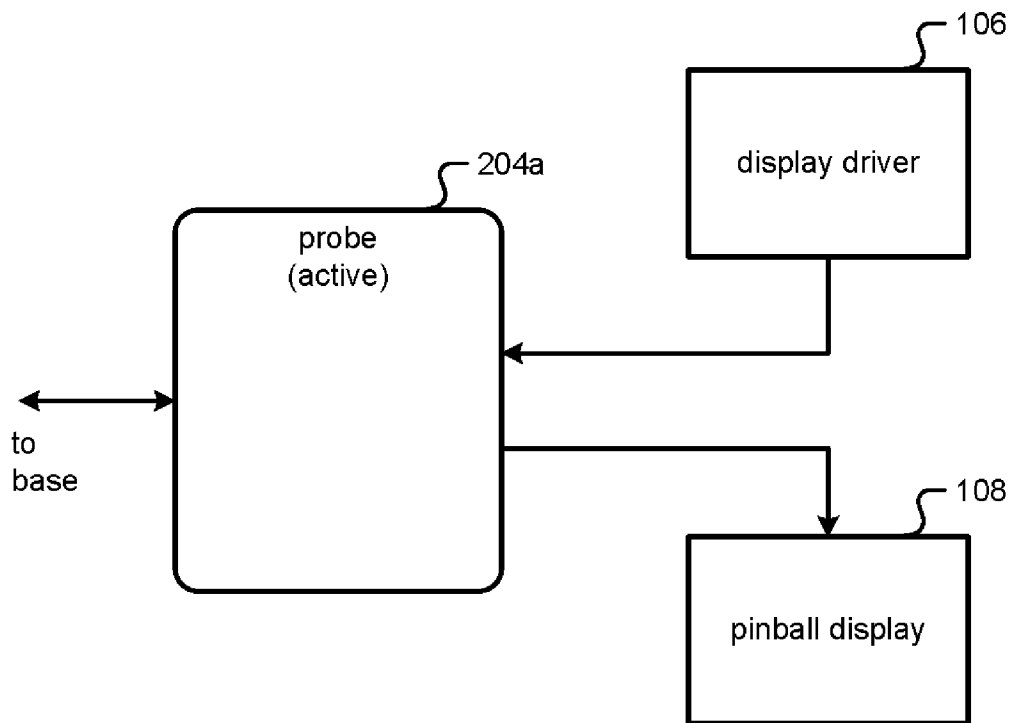 106
display driver
204a
probe
(active)
to
base
108
pinball display